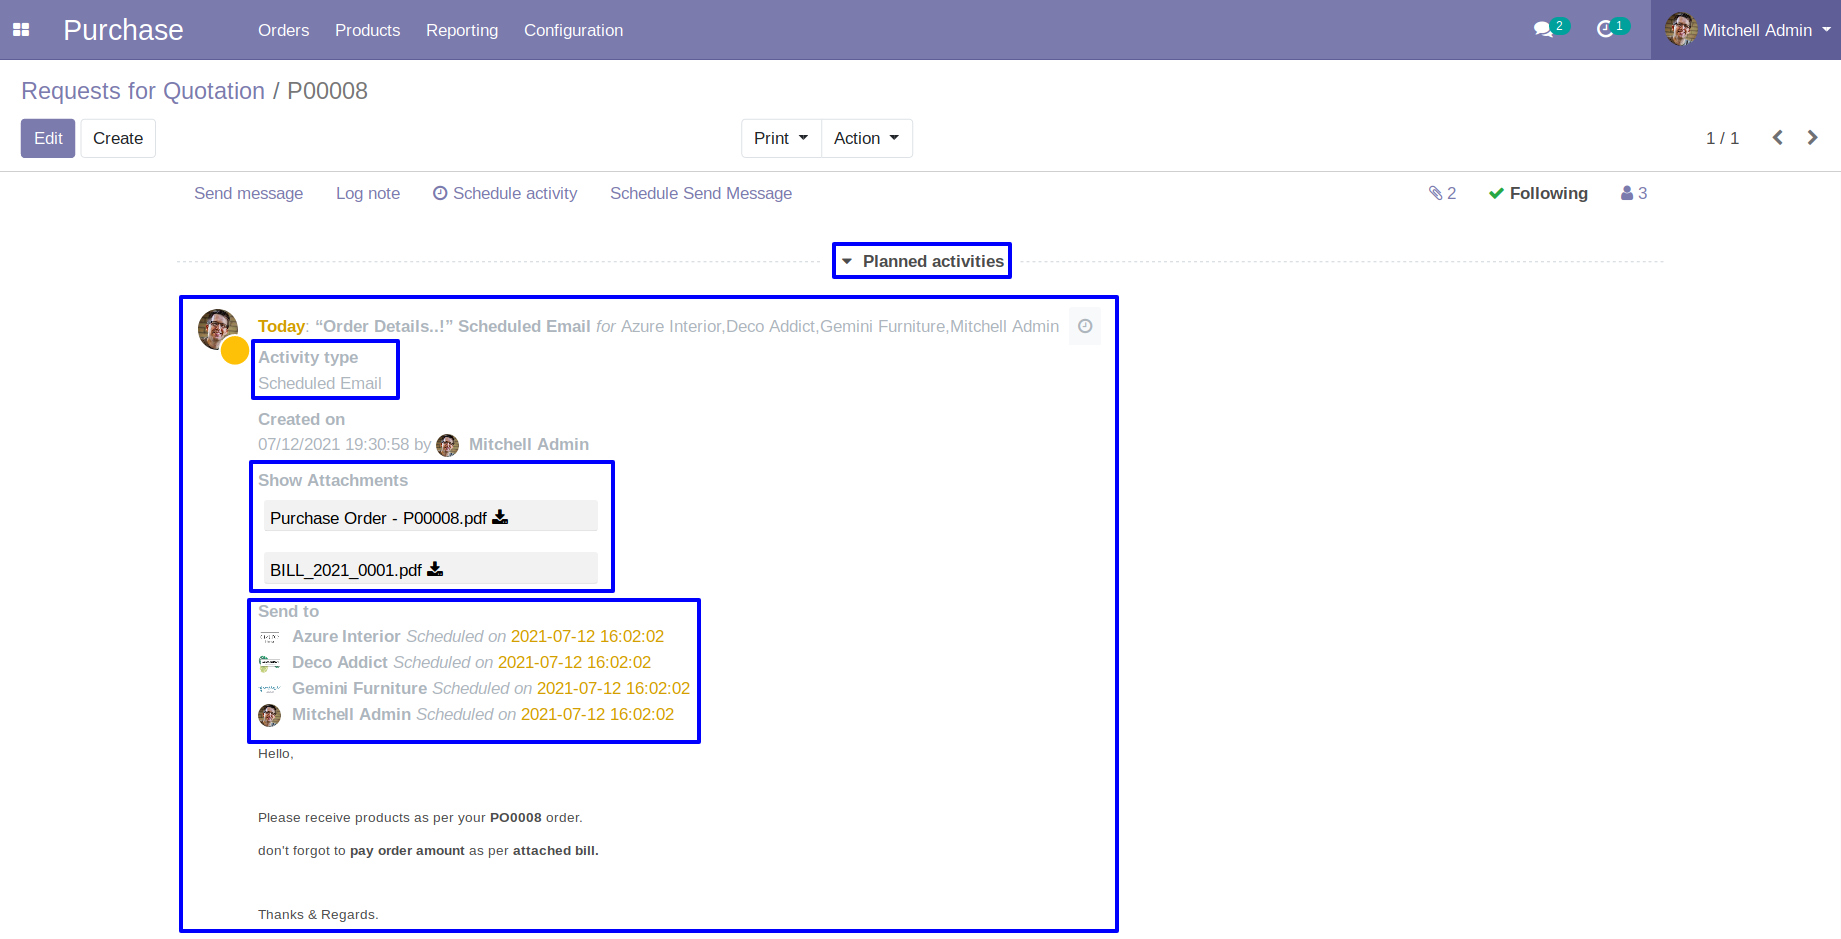 Purchase Orders Products Reporting Configuration 2 1 Mitchell Admin
Requests for Quotation / P00008
Edit Create Print Action 1 / 1
Send message Log note Schedule activity Schedule Send Message 2 Following 3
Planned activities
Today: “Order Details..!” Scheduled Email for Azure Interior,Deco Addict,Gemini Furniture,Mitchell Admin
Activity type
Scheduled Email
Created on
07/12/2021 19:30:58 by Mitchell Admin
Show Attachments
Purchase Order - P00008.pdf
BILL_2021_0001.pdf
Send to
Azure Interior Scheduled on 2021-07-12 16:02:02
Deco Addict Scheduled on 2021-07-12 16:02:02
Gemini Furniture Scheduled on 2021-07-12 16:02:02
Mitchell Admin Scheduled on 2021-07-12 16:02:02
Hello,
Please receive products as per your PO0008 order.
don't forgot to pay order amount as per attached bill.
Thanks & Regards.